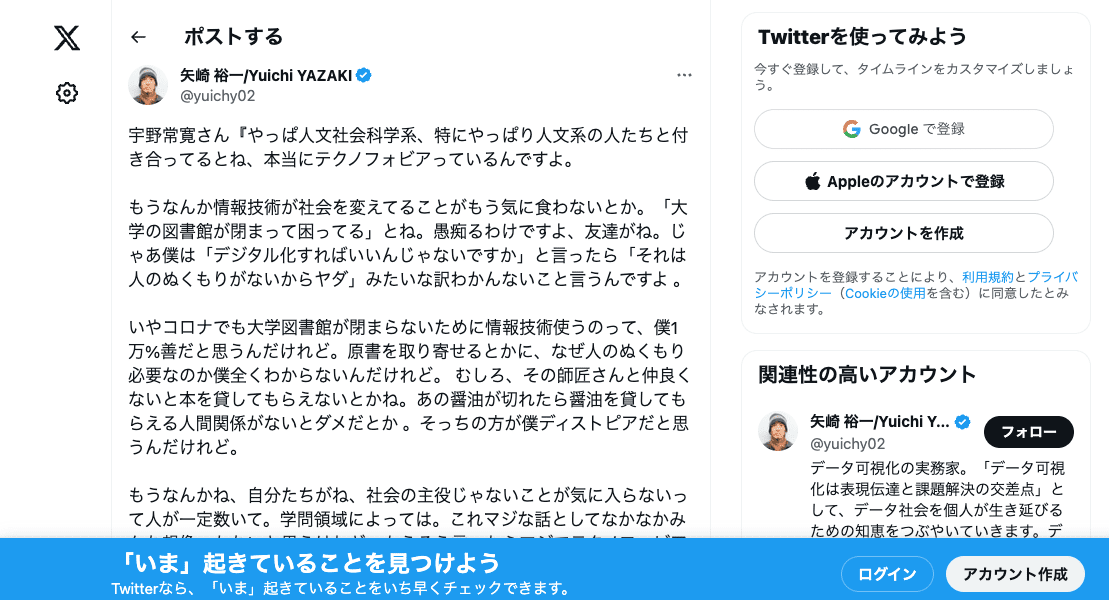 ポストする
矢崎 裕一/Yuichi YAZAKI
@yuichy02
宇野常寛さん『やっぱ人文社会科学系、特にやっぱり人文系の人たちと付
き合ってるとね、本当にテクノフォビアっているんですよ。
もうなんか情報技術が社会を変えてることがもう気に食わないとか。「大
学の図書館が閉まって困ってる」とね。愚痴るわけですよ、友達がね。じ
ゃあ僕は「デジタル化すればいいんじゃないですか」と言ったら「それは
人のぬくもりがないからヤダ」みたいな訳わかんないこと言うんですよ 。
いやコロナでも大学図書館が閉まらないために情報技術使うのって、僕1
万%善だと思うんだけれど。原書を取り寄せるとかに、なぜ人のぬくもり
必要なのか僕全くわからないんだけれど。 むしろ、その師匠さんと仲良く
ないと本を貸してもらえないとかね。あの醤油が切れたら醤油を貸しても
らえる人間関係がないとダメだとか 。そっちの方が僕ディストピアだと思
うんだけれど。
もうなんかね、自分たちがね、社会の主役じゃないことが気に入らないっ
て人が一定数いて。学問領域によっては。これマジな話としてなかなかみ
Twitterを使ってみよう
今すぐ登録して、タイムラインをカスタマイズしましょ
う。
Google で登録
Appleのアカウントで登録
アカウントを作成
アカウントを登録することにより、利用規約とプライバ
シーポリシー（Cookieの使用を含む）に同意したとみ
なされます。
関連性の高いアカウント
矢崎 裕一/Yuichi Y...
フォロー
@yuichy02
データ可視化の実務家。「データ可視
化は表現伝達と課題解決の交差点」と
して、データ社会を個人が生き延びる
ための知恵をつぶやいていきます。デ
「いま」起きていることを見つけよう
Twitterなら、「いま」起きていることをいち早くチェックできます。
ログイン
アカウント作成